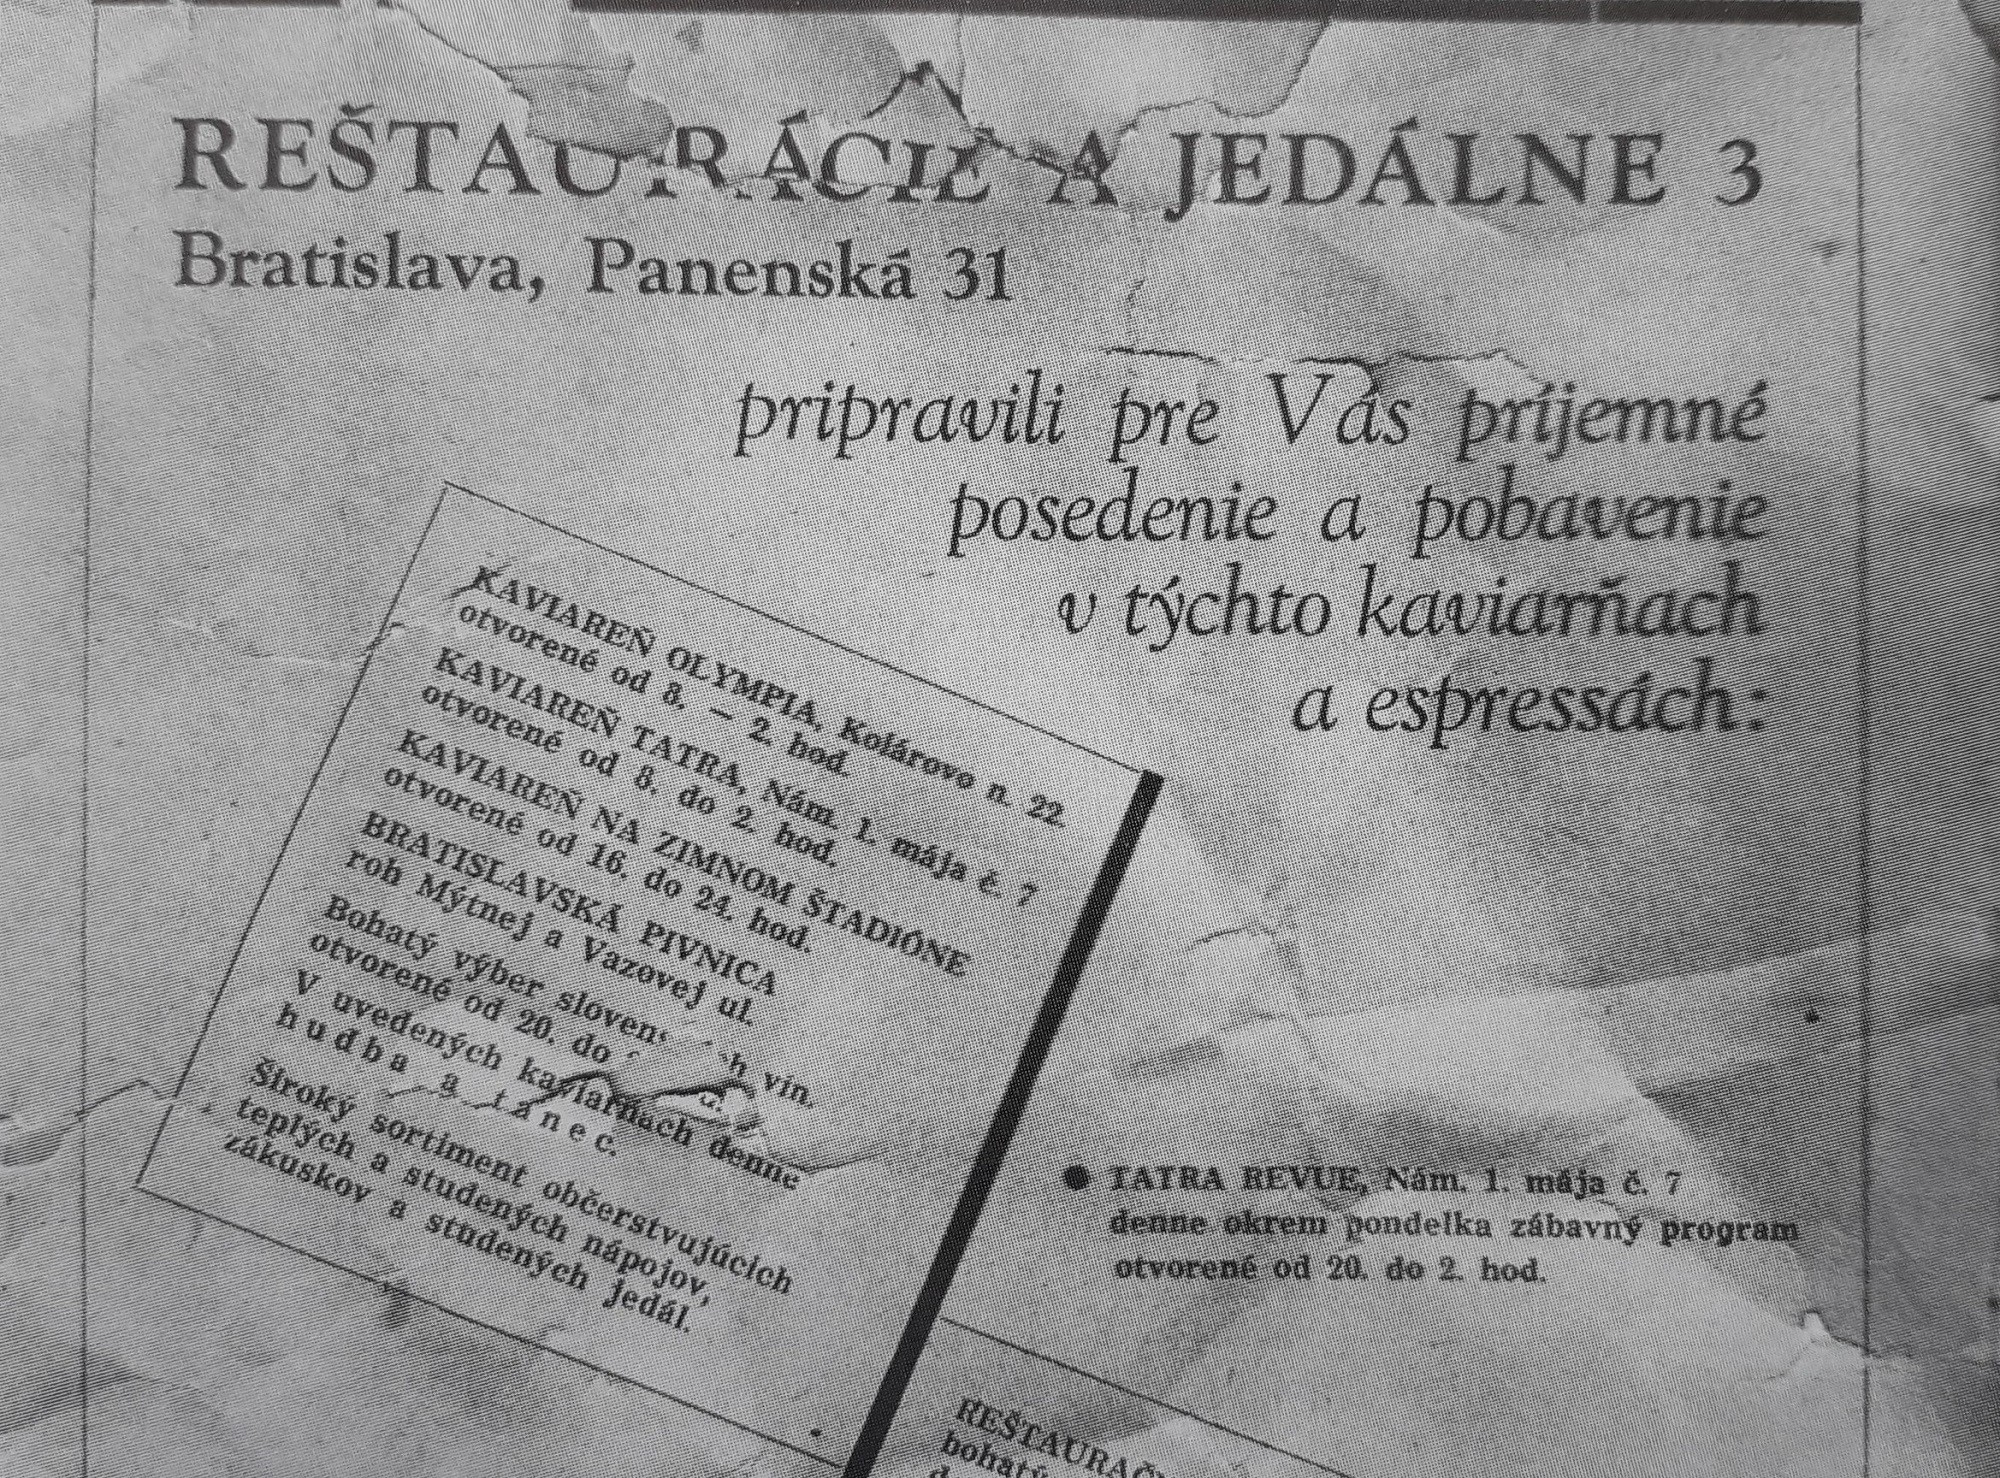 REŠTAURÁCIE A JEDÁLNE 3
Bratislava, Panenská 31
pripravili pre Vás príjemné
posedenie a pobavenie
v týchto kaviarňach
a espressách:
KAVIAREŇ OLYMPIA, Kolárovo n. 22
otvorené od 8. – 2. hod.
KAVIAREŇ TATRA, Nám. 1. mája č. 7
otvorené od 8. do 2. hod.
KAVIAREŇ NA ZIMNOM ŠTADIÓNE
otvorené od 16. do 24. hod.
BRATISLAVSKÁ PIVNICA
roh Mýtnej a Vazovej ul.
Bohatý výber vín.
otvorené od 20. do
V uvedených kaviarňach denne
hudba a tanec.
Široký sortiment občerstvujúcich
teplých a studených nápojov,
zákuskov a studených jedál.
● TATRA REVUE, Nám. 1. mája č. 7
denne okrem pondelka zábavný program
otvorené od 20. do 2. hod.
REŠTAURAČ
bohatý